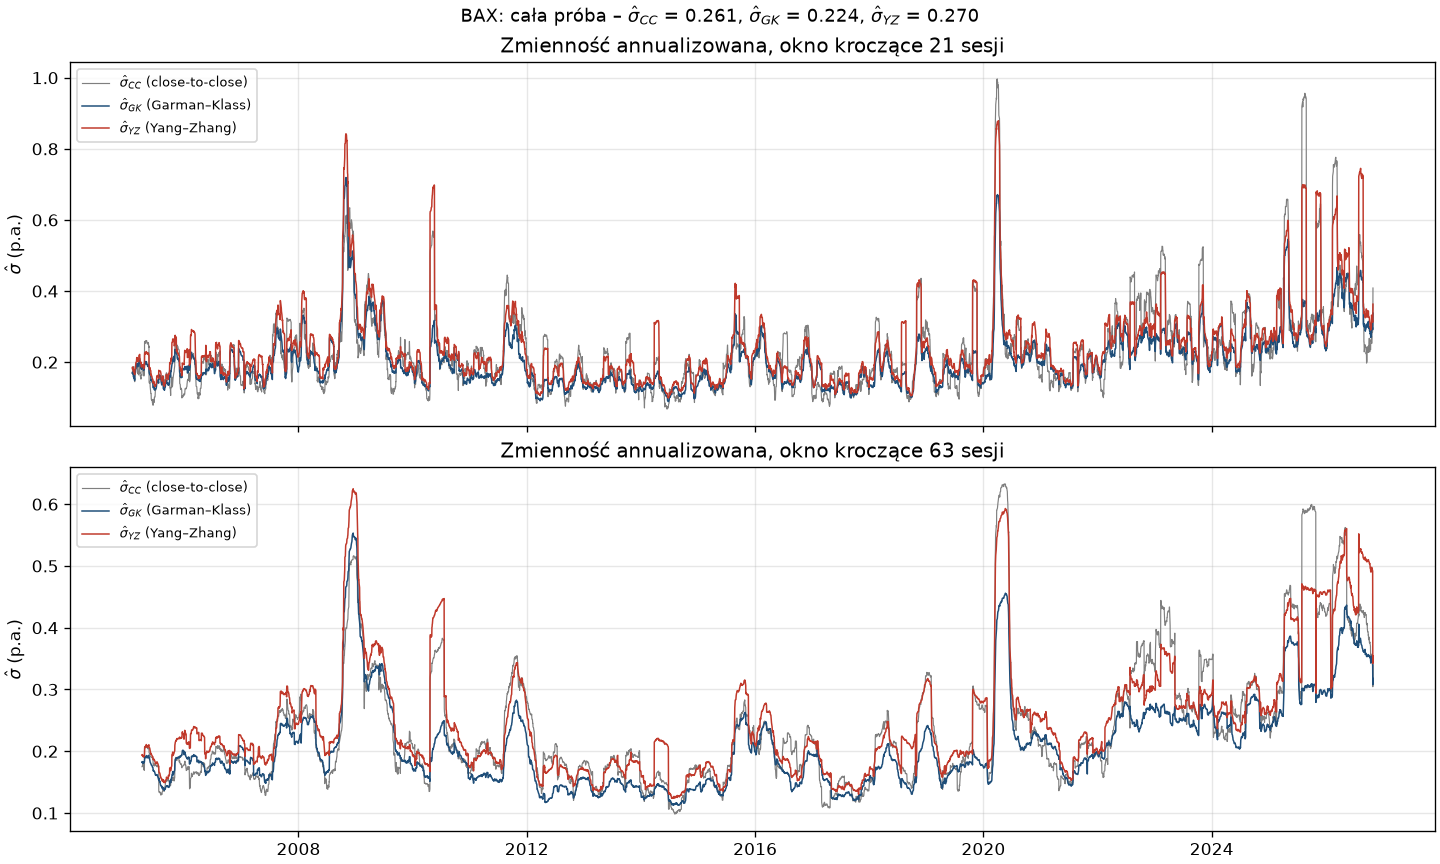 BAX: cała próba – σ̂CC = 0.261, σ̂GK = 0.224, σ̂YZ = 0.270
Zmienność annualizowana, okno kroczące 21 sesji
σ̂ (p.a.)
1.0
0.8
0.6
0.4
0.2
σ̂CC (close-to-close)
σ̂GK (Garman–Klass)
σ̂YZ (Yang–Zhang)
Zmienność annualizowana, okno kroczące 63 sesji
σ̂ (p.a.)
0.6
0.5
0.4
0.3
0.2
0.1
σ̂CC (close-to-close)
σ̂GK (Garman–Klass)
σ̂YZ (Yang–Zhang)
2008 2012 2016 2020 2024